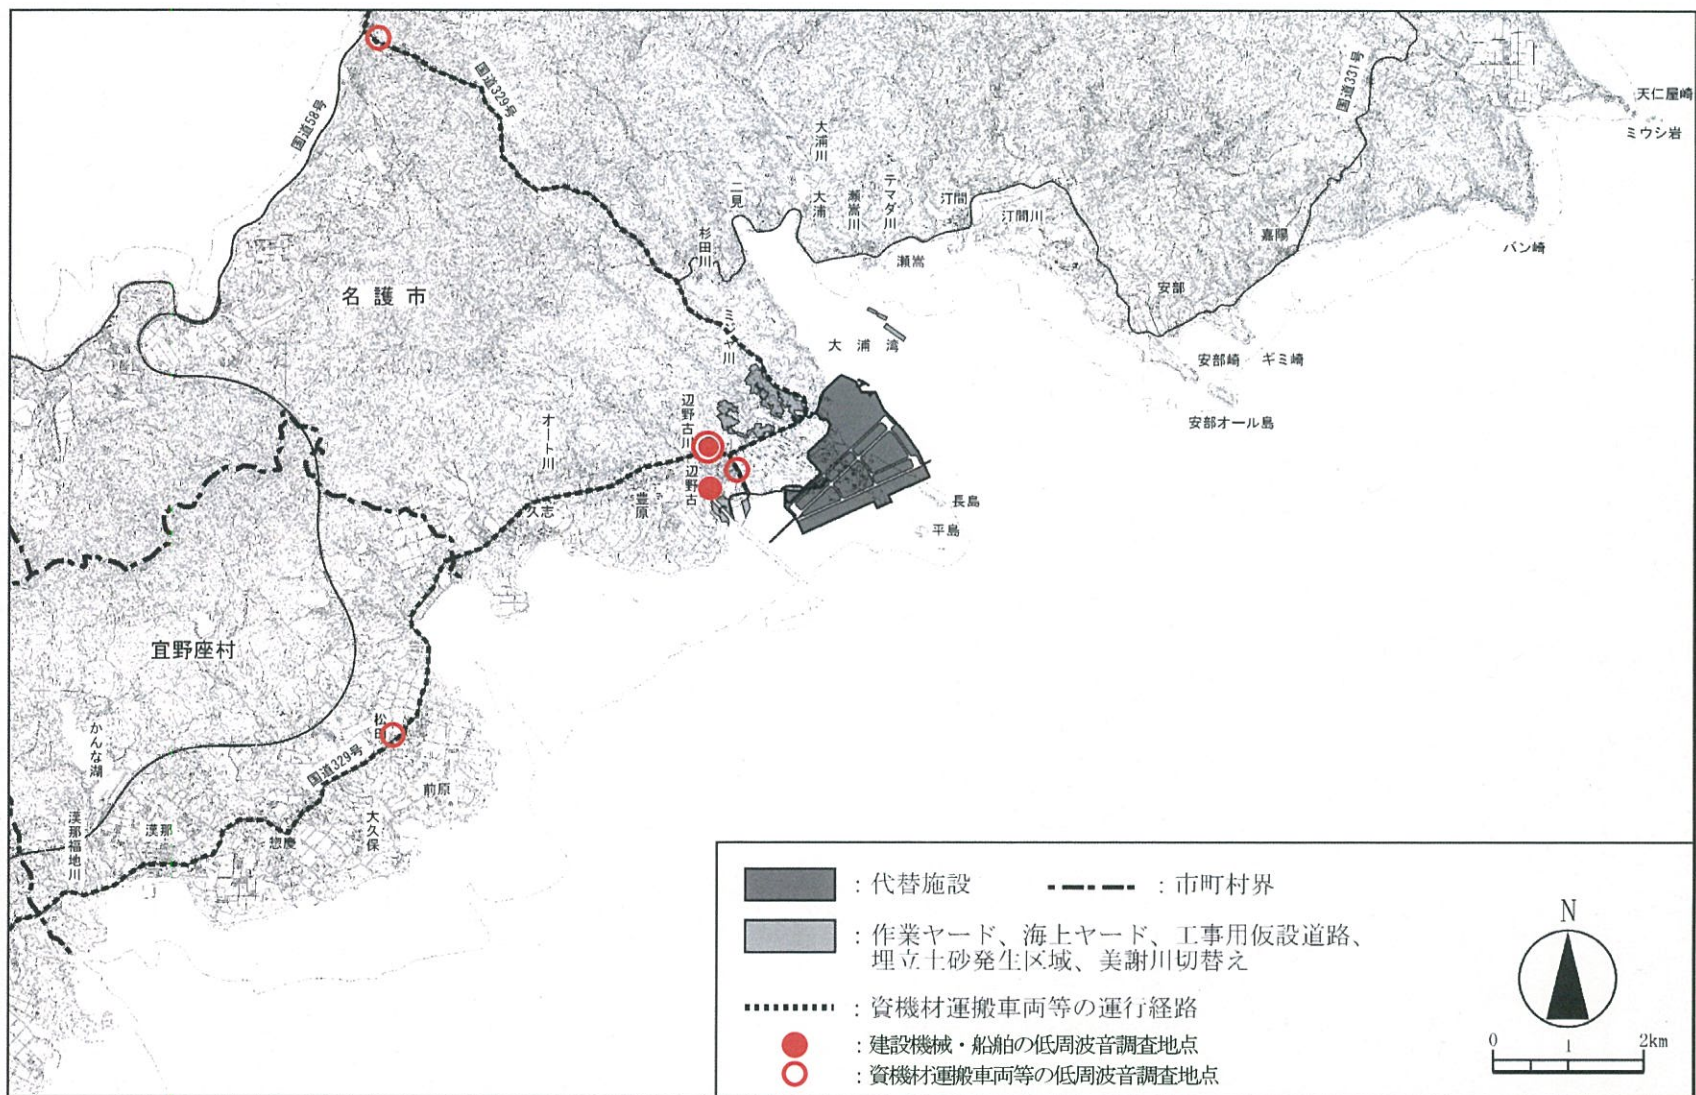 国道329号
国道58号
国道331号
天仁屋崎
ミウシ岩
バン崎
大浦川
大浦
瀬嵩川
テマダ川
汀間
汀間川
二見
杉田川
瀬嵩
嘉陽
安部
名護市
ミジャ川
大浦湾
安部崎
ギミ崎
安部オール島
オート川
辺野古川
辺野古
豊原
久志
長島
平島
宜野座村
かんな湖
松田
国道329号
前原
大久保
漢那福地川
漢那
惣慶
：代替施設
：市町村界
：作業ヤード、海上ヤード、工事用仮設道路、
埋立土砂発生区域、美謝川切替え
：資機材運搬車両等の運行経路
：建設機械・船舶の低周波音調査地点
：資機材運搬車両等の低周波音調査地点
N
0 1 2km